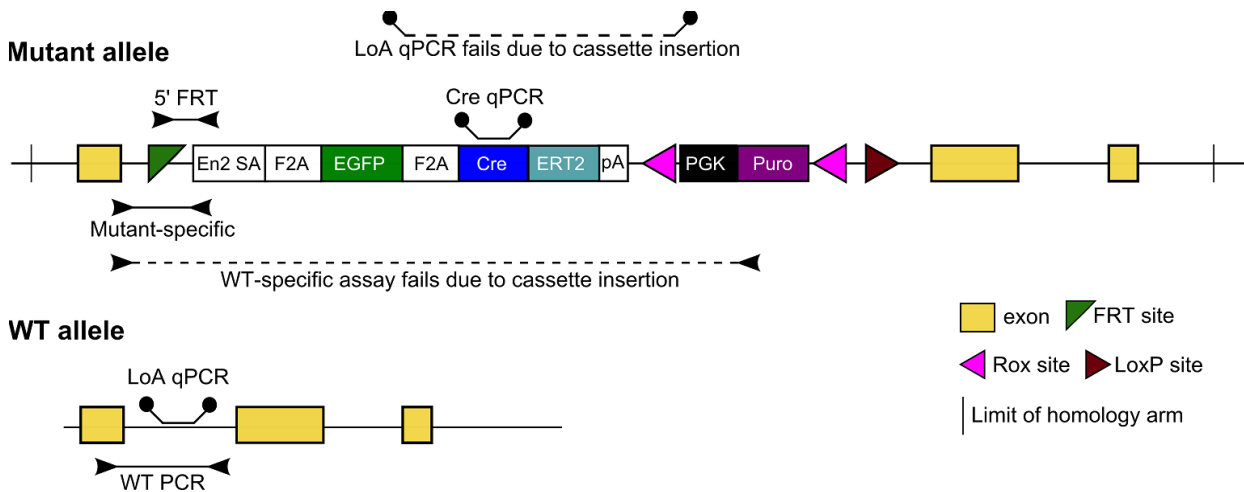 LoA qPCR fails due to cassette insertion
Mutant allele
5' FRT
Cre qPCR
En2 SA F2A EGFP F2A Cre ERT2 pA PGK Puro
Mutant-specific
WT-specific assay fails due to cassette insertion
WT allele
LoA qPCR
WT PCR
exon FRT site
Rox site LoxP site
Limit of homology arm